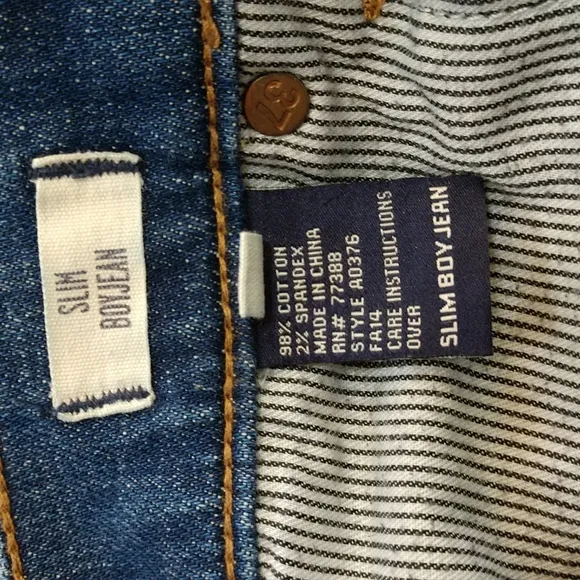 SLIM
BOYJEAN
37
98% COTTON
2% SPANDEX
MADE IN CHINA
RN# 77388
STYLE A0376
FA14
CARE INSTRUCTIONS
OVER
SLIM BOY JEAN